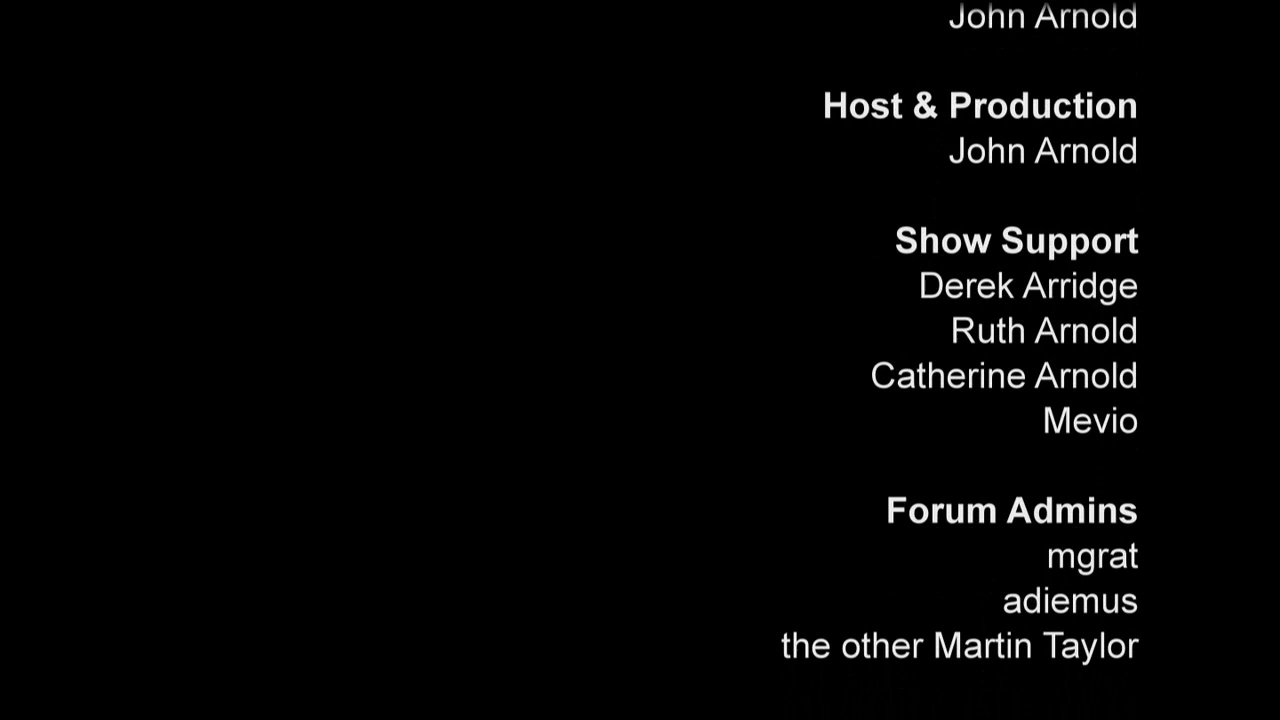 John Arnold
Host & Production
John Arnold
Show Support
Derek Arridge
Ruth Arnold
Catherine Arnold
Mevio
Forum Admins
mgrat
adiemus
the other Martin Taylor